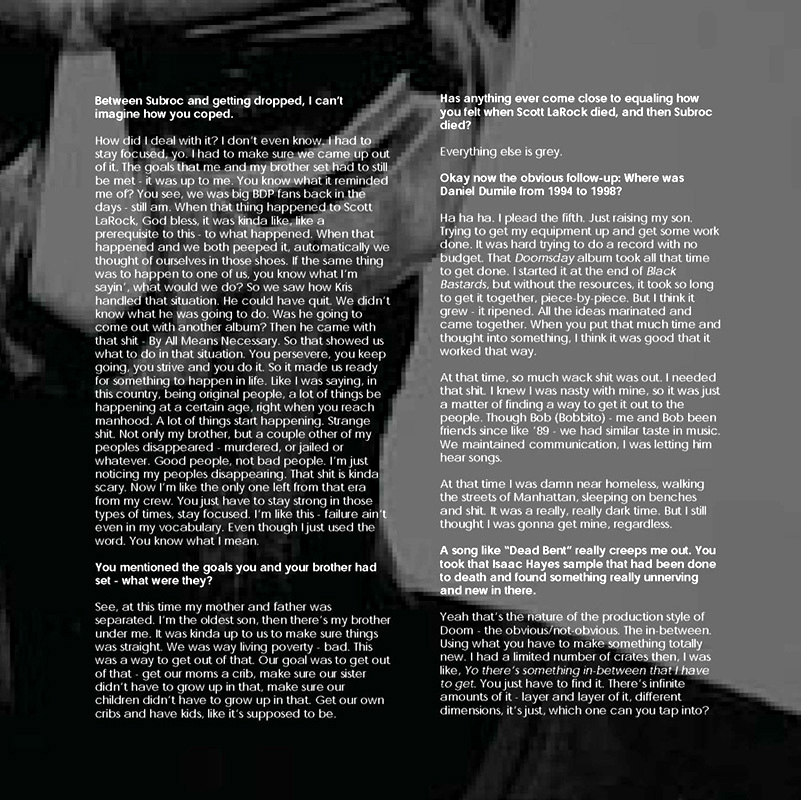 Between Subroc and getting dropped, I can't
imagine how you coped.
How did I deal with it? I don't even know. I had to
stay focused, yo. I had to make sure we came up out
of it. The goals that me and my brother set had to still
be met - it was up to me. You know what it reminded
me of? You see, we was big BDP fans back in the
days - still am. When that thing happened to Scott
LaRock, God bless, it was kinda like, like a
prerequisite to this - to what happened. When that
happened and we both peeped it, automatically we
thought of ourselves in those shoes. If the same thing
was to happen to one of us, you know what I'm
sayin', what would we do? So we saw how Kris
handled that situation. He could have quit. We didn't
know what he was going to do. Was he going to
come out with another album? Then he came with
that shit - By All Means Necessary. So that showed us
what to do in that situation. You persevere, you keep
going, you strive and you do it. So it made us ready
for something to happen in life. Like I was saying, in
this country, being original people, a lot of things be
happening at a certain age, right when you reach
manhood. A lot of things start happening. Strange
shit. Not only my brother, but a couple other of my
peoples disappeared - murdered, or jailed or
whatever. Good people, not bad people. I'm just
noticing my peoples disappearing. That shit is kinda
scary. Now I'm like the only one left from that era
from my crew. You just have to stay strong in those
types of times, stay focused. I'm like this - failure ain't
even in my vocabulary. Even though I just used the
word. You know what I mean.
You mentioned the goals you and your brother had
set - what were they?
See, at this time my mother and father was
separated. I'm the oldest son, then there's my brother
under me. It was kinda up to us to make sure things
was straight. We was way living poverty - bad. This
was a way to get out of that. Our goal was to get out
of that - get our moms a crib, make sure our sister
didn't have to grow up in that, make sure our
children didn't have to grow up in that. Get our own
cribs and have kids, like it's supposed to be.
Has anything ever come close to equaling how
you felt when Scott LaRock died, and then Subroc
died?
Everything else is grey.
Okay now the obvious follow-up: Where was
Daniel Dumile from 1994 to 1998?
Ha ha ha. I plead the fifth. Just raising my son.
Trying to get my equipment up and get some work
done. It was hard trying to do a record with no
budget. That Doomsday album took all that time
to get done. I started it at the end of Black
Bastards, but without the resources, it took so long
to get it together, piece-by-piece. But I think it
grew - it ripened. All the ideas marinated and
came together. When you put that much time and
thought into something, I think it was good that it
worked that way.
At that time, so much wack shit was out. I needed
that shit. I knew I was nasty with mine, so it was just
a matter of finding a way to get it out to the
people. Though Bob (Bobbito) - me and Bob been
friends since like '89 - we had similar taste in music.
We maintained communication, I was letting him
hear songs.
At that time I was damn near homeless, walking
the streets of Manhattan, sleeping on benches
and shit. It was a really, really dark time. But I still
thought I was gonna get mine, regardless.
A song like "Dead Bent" really creeps me out. You
took that Isaac Hayes sample that had been done
to death and found something really unnerving
and new in there.
Yeah that's the nature of the production style of
Doom - the obvious/not-obvious. The in-between.
Using what you have to make something totally
new. I had a limited number of crates then, I was
like, Yo there's something in-between that I have
to get. You just have to find it. There's infinite
amounts of it - layer and layer of it, different
dimensions, it's just, which one can you tap into?